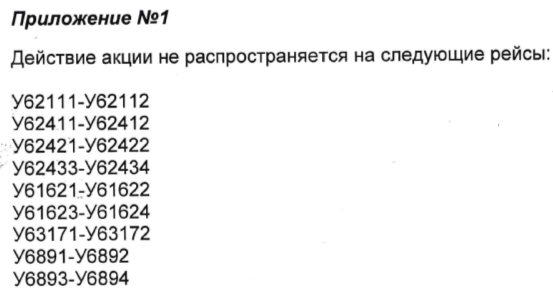 Приложение №1
Действие акции не распространяется на следующие рейсы:
У62111-У62112
У62411-У62412
У62421-У62422
У62433-У62434
У61621-У61622
У61623-У61624
У63171-У63172
У6891-У6892
У6893-У6894